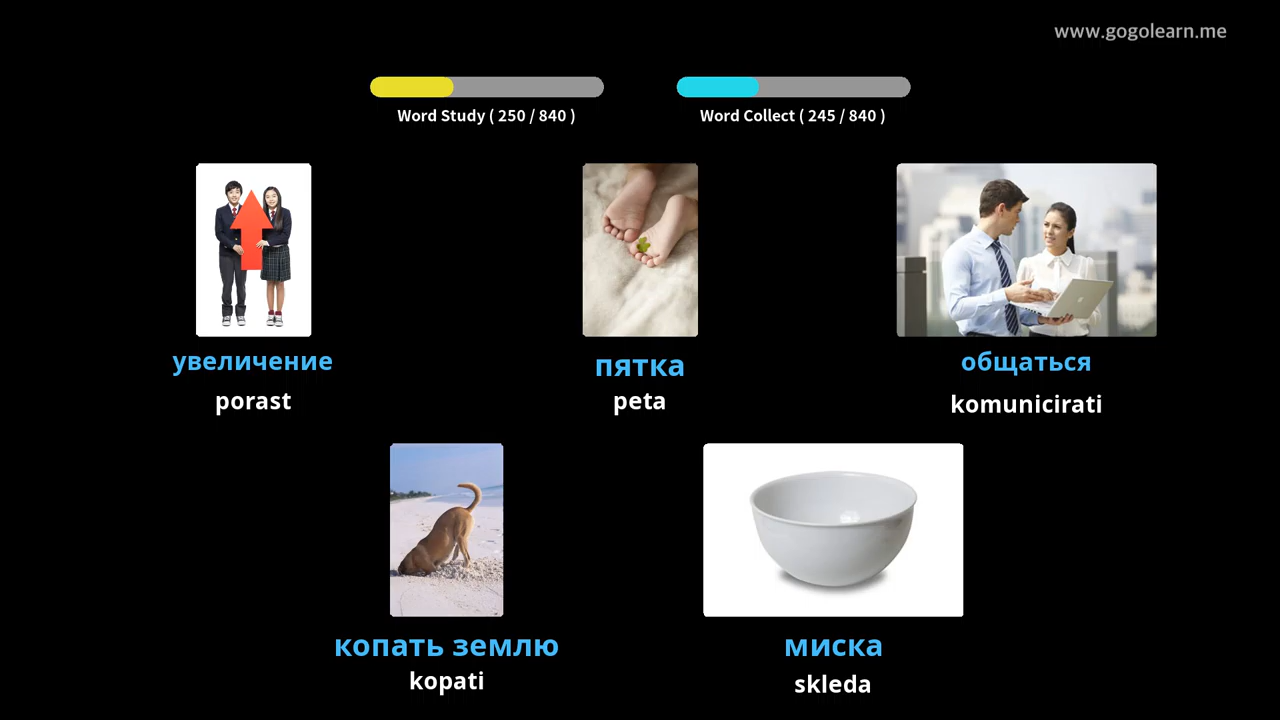 www.gogolearn.me
Word Study ( 250 / 840 )
Word Collect ( 245 / 840 )
увеличение
porast
пятка
peta
общаться
komunicirati
копать землю
kopati
миска
skleda